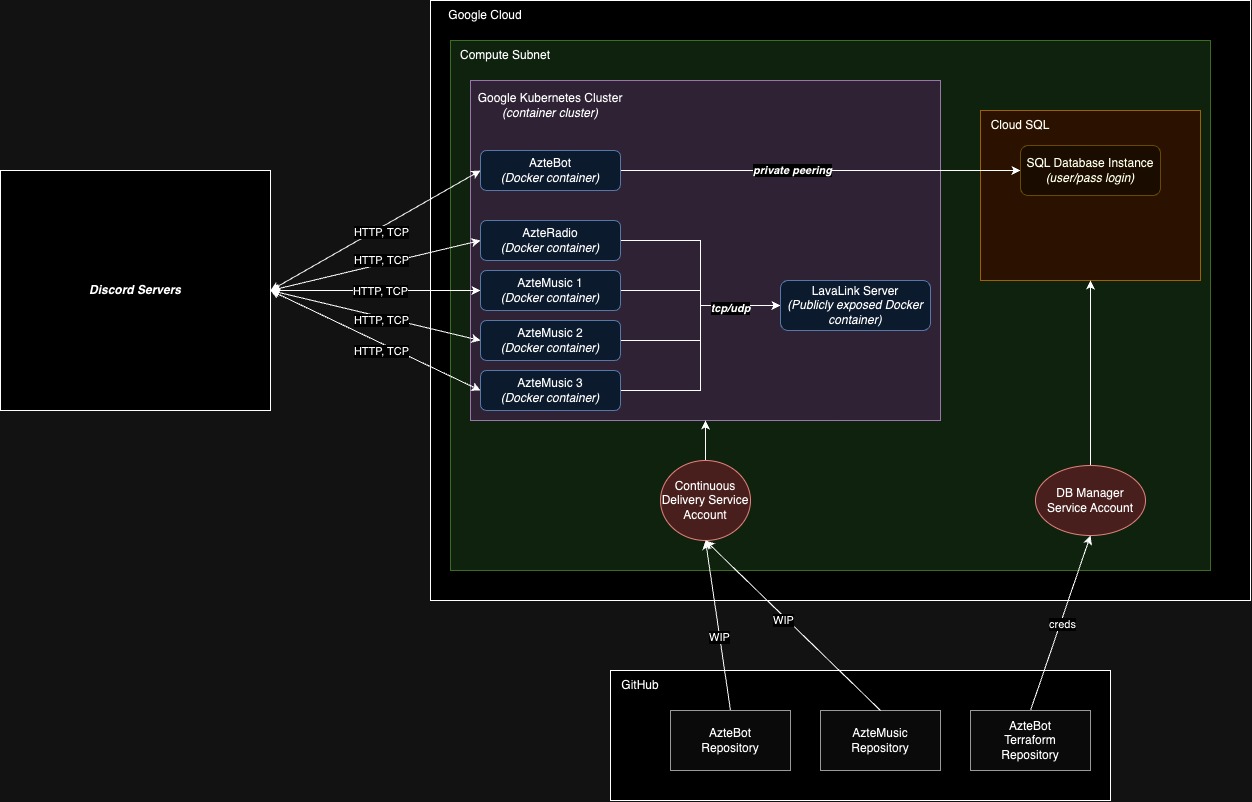 Google Cloud
Compute Subnet
Google Kubernetes Cluster
(container cluster)
Cloud SQL
AzteBot
(Docker container)
private peering
SQL Database Instance
(user/pass login)
HTTP, TCP
AzteRadio
(Docker container)
HTTP, TCP
Discord Servers
HTTP, TCP
AzteMusic 1
(Docker container)
LavaLink Server
(Publicly exposed Docker
container)
tcp/udp
HTTP, TCP
AzteMusic 2
(Docker container)
HTTP, TCP
AzteMusic 3
(Docker container)
Continuous
Delivery Service
Account
DB Manager
Service Account
WIP
WIP
creds
GitHub
AzteBot
Repository
AzteMusic
Repository
AzteBot
Terraform
Repository